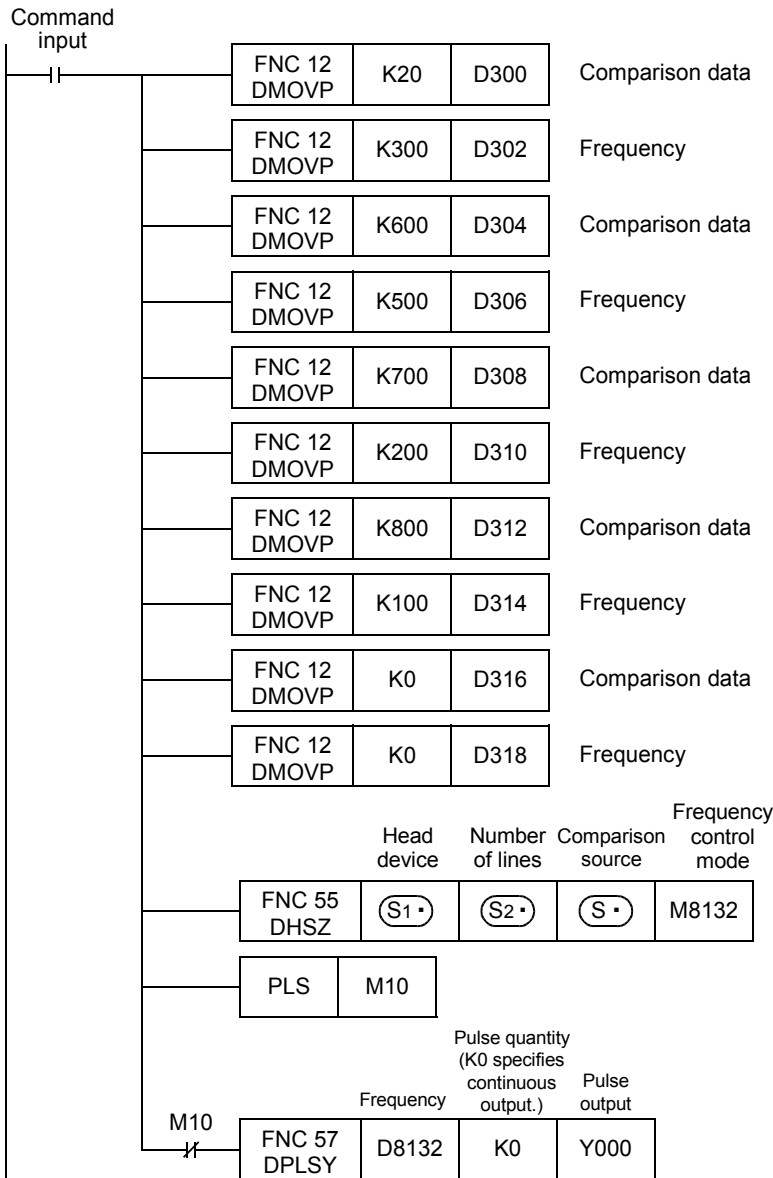 Command
input
FNC 12
DMOVP K20 D300 Comparison data
FNC 12
DMOVP K300 D302 Frequency
FNC 12
DMOVP K600 D304 Comparison data
FNC 12
DMOVP K500 D306 Frequency
FNC 12
DMOVP K700 D308 Comparison data
FNC 12
DMOVP K200 D310 Frequency
FNC 12
DMOVP K800 D312 Comparison data
FNC 12
DMOVP K100 D314 Frequency
FNC 12
DMOVP K0 D316 Comparison data
FNC 12
DMOVP K0 D318 Frequency
Head
device
Number
of lines
Comparison
source
Frequency
control
mode
FNC 55
DHSZ S1· S2· S· M8132
PLS M10
Frequency
Pulse quantity
(K0 specifies
continuous
output.)
Pulse
output
M10
FNC 57
DPLSY D8132 K0 Y000